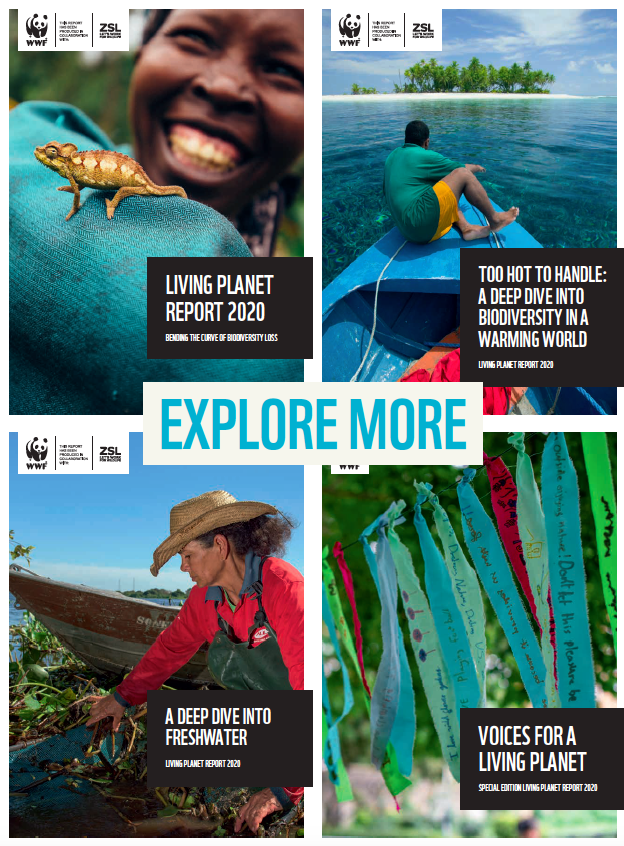 WWF
THIS REPORT
HAS BEEN
PRODUCED IN
COLLABORATION
WITH:
ZSL
LET'S WORK
FOR WILDLIFE
LIVING PLANET
REPORT 2020
BENDING THE CURVE OF BIODIVERSITY LOSS
WWF
THIS REPORT
HAS BEEN
PRODUCED IN
COLLABORATION
WITH:
ZSL
LET'S WORK
FOR WILDLIFE
TOO HOT TO HANDLE:
A DEEP DIVE INTO
BIODIVERSITY IN A
WARMING WORLD
LIVING PLANET REPORT 2020
EXPLORE MORE
WWF
THIS REPORT
HAS BEEN
PRODUCED IN
COLLABORATION
WITH:
ZSL
LET'S WORK
FOR WILDLIFE
A DEEP DIVE INTO
FRESHWATER
LIVING PLANET REPORT 2020
WWF
nature! Don't let this pleasure be
VOICES FOR A
LIVING PLANET
SPECIAL EDITION LIVING PLANET REPORT 2020